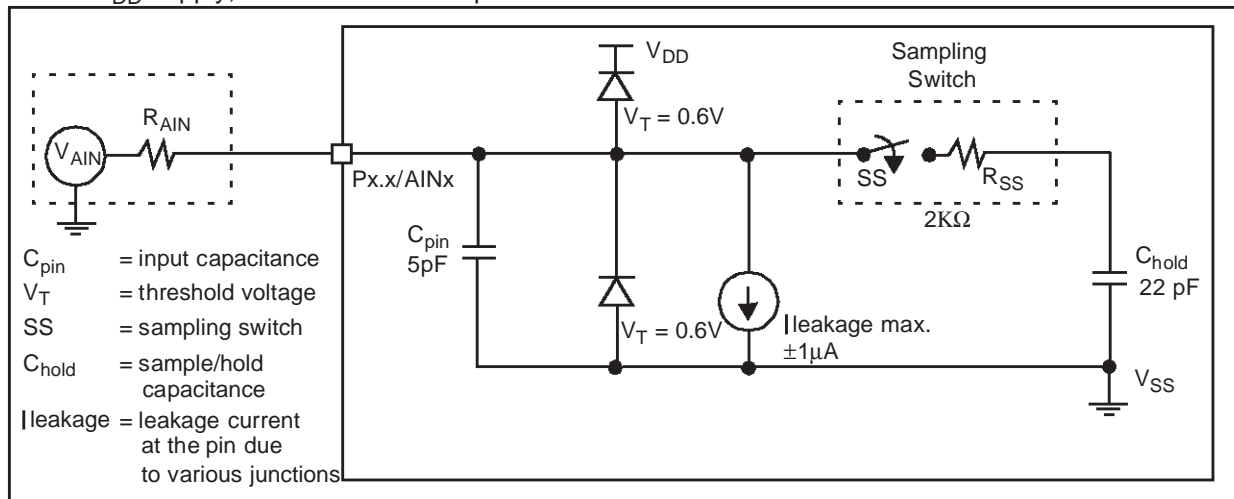 DD
V_DD
Sampling
Switch
R_AIN
V_T = 0.6V
V_AIN
Px.x/AINx
SS
R_SS
2KΩ
C_pin
5pF
C_hold
22 pF
V_T = 0.6V
I leakage max.
±1μA
V_SS
C_pin = input capacitance
V_T = threshold voltage
SS = sampling switch
C_hold = sample/hold
capacitance
I leakage = leakage current
at the pin due
to various junctions